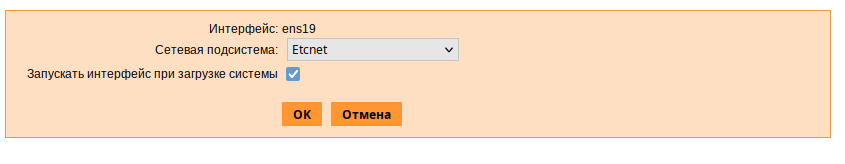 Интерфейс: ens19
Сетевая подсистема: Etcnet
Запускать интерфейс при загрузке системы
OK Отмена